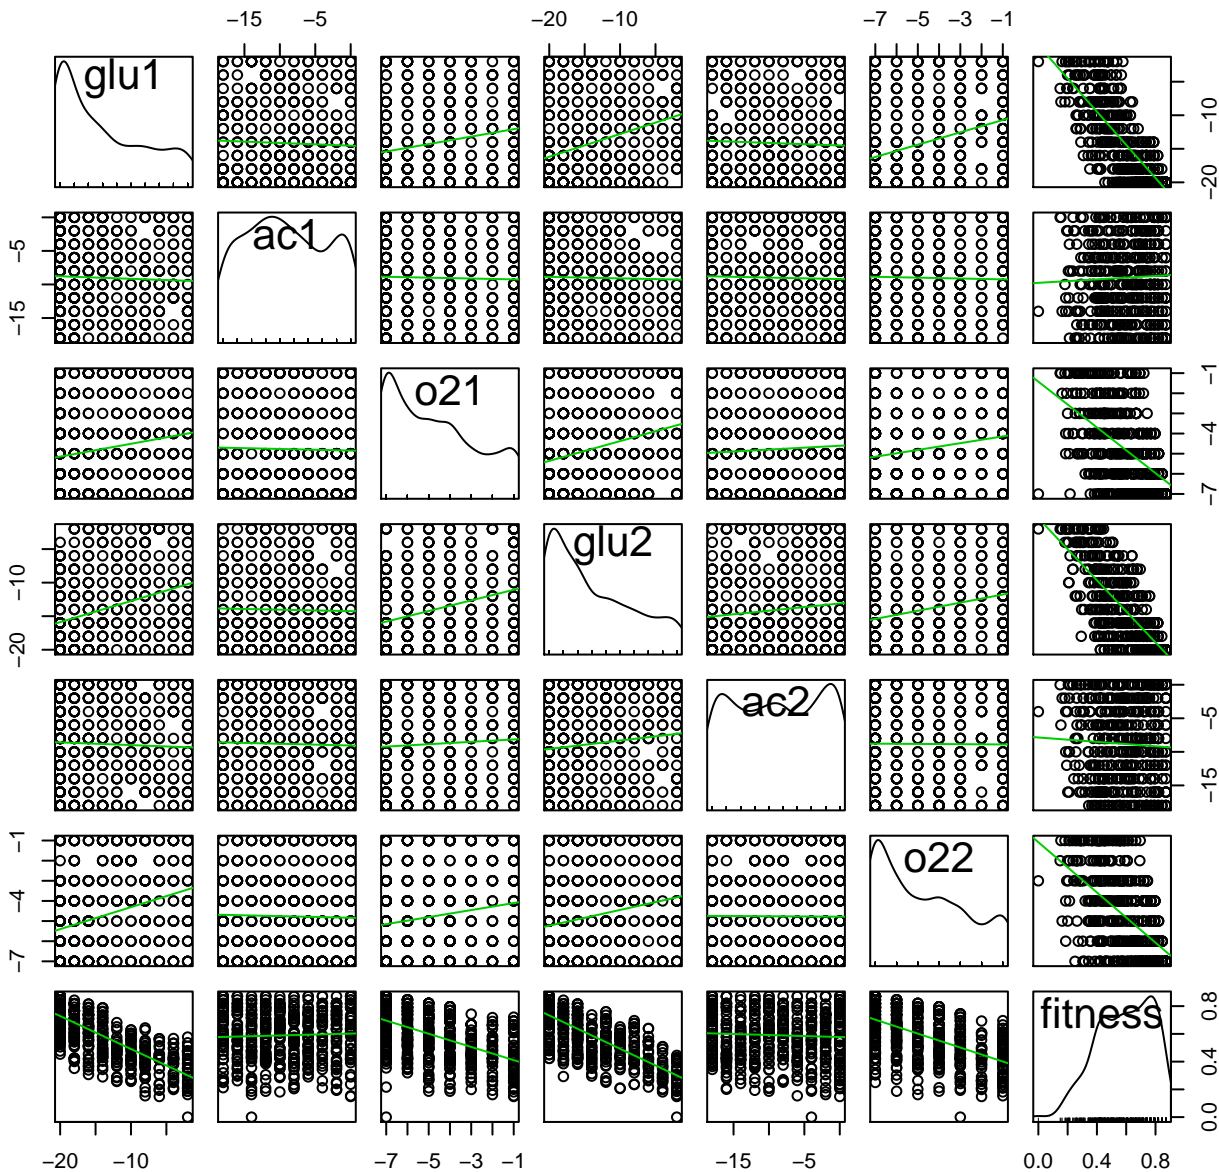 −15 −5 −20 −10 −7 −5 −3 −1
glu1
−20 −10
ac1
−15 −5
o21
−7 −4 −1
glu2
−20 −10
ac2
−15 −5
o22
−7 −4 −1
fitness
0.0 0.4 0.8
−20 −10 −7 −5 −3 −1 −15 −5 0.0 0.4 0.8